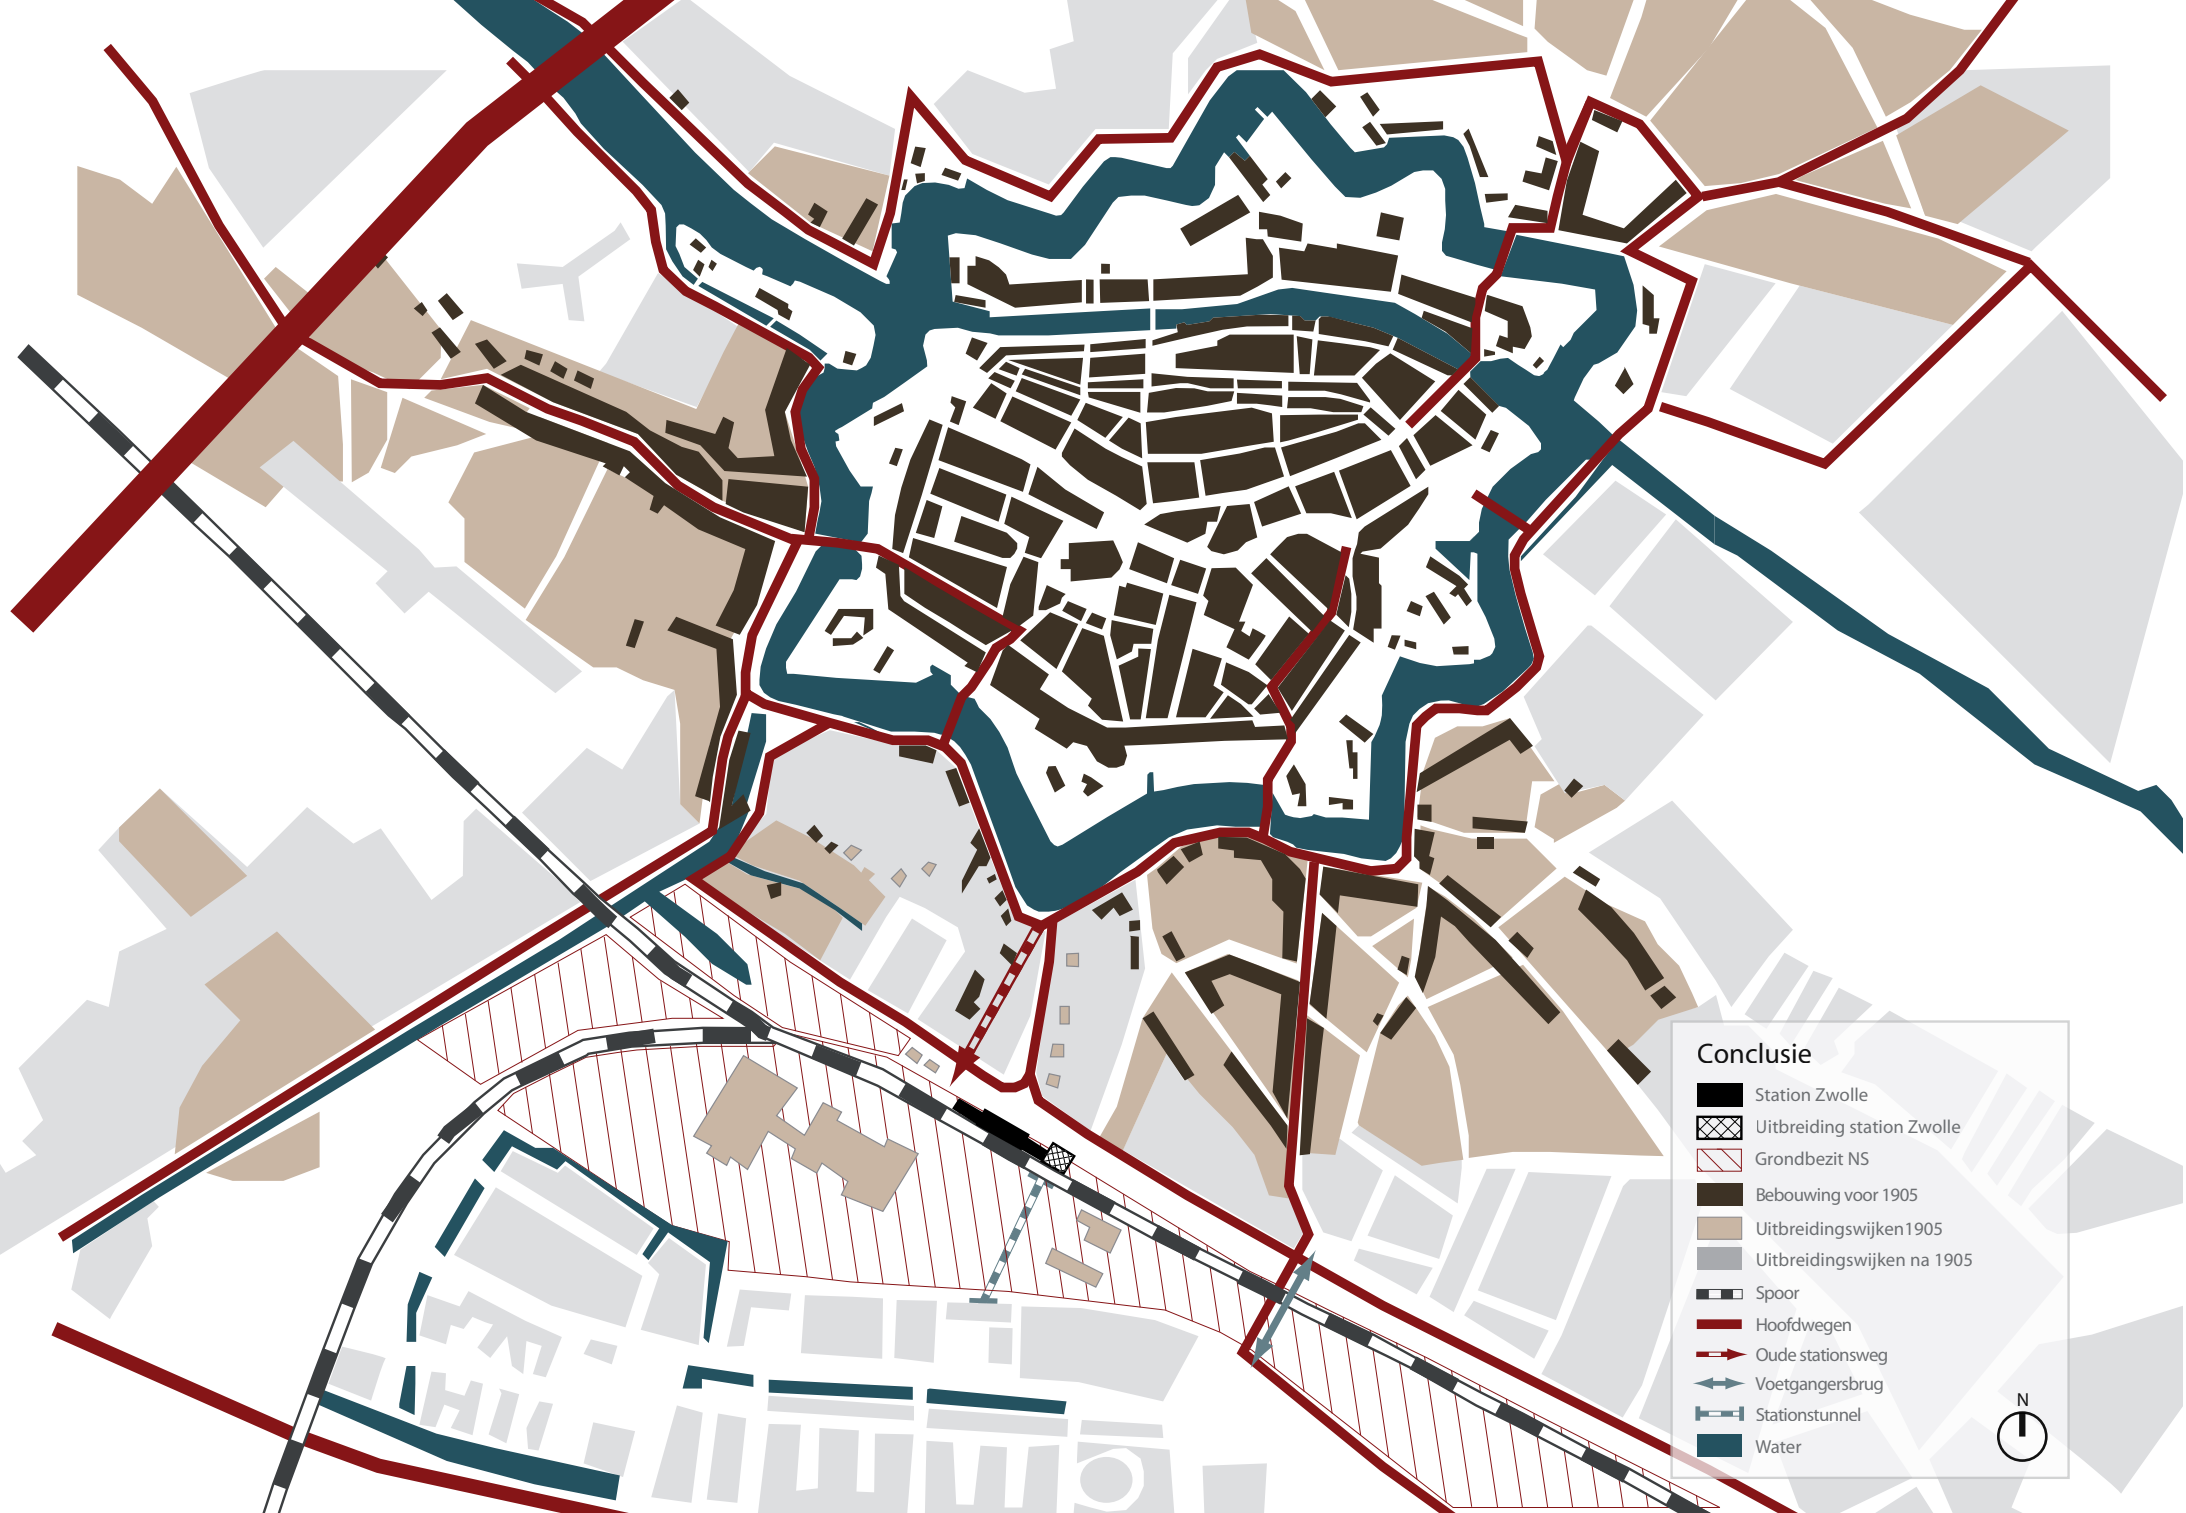 Conclusie
Station Zwolle
Uitbreiding station Zwolle
Grondbezit NS
Bebouwing voor 1905
Uitbreidingswijken1905
Uitbreidingswijken na 1905
Spoor
Hoofdwegen
Oude stationsweg
Voetgangersbrug
Stationstunnel
Water
N